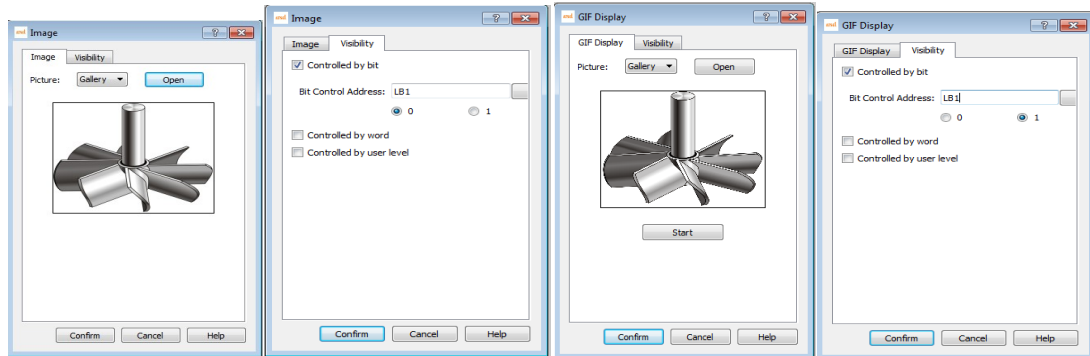 Image
Image Visibility
Picture: Gallery Open
Confirm Cancel Help
Image
Image Visibility
Controlled by bit
Bit Control Address: LB1
0 1
Controlled by word
Controlled by user level
Confirm Cancel Help
GIF Display
GIF Display Visibility
Picture: Gallery Open
Start
Confirm Cancel Help
GIF Display
GIF Display Visibility
Controlled by bit
Bit Control Address: LB1
0 1
Controlled by word
Controlled by user level
Confirm Cancel Help